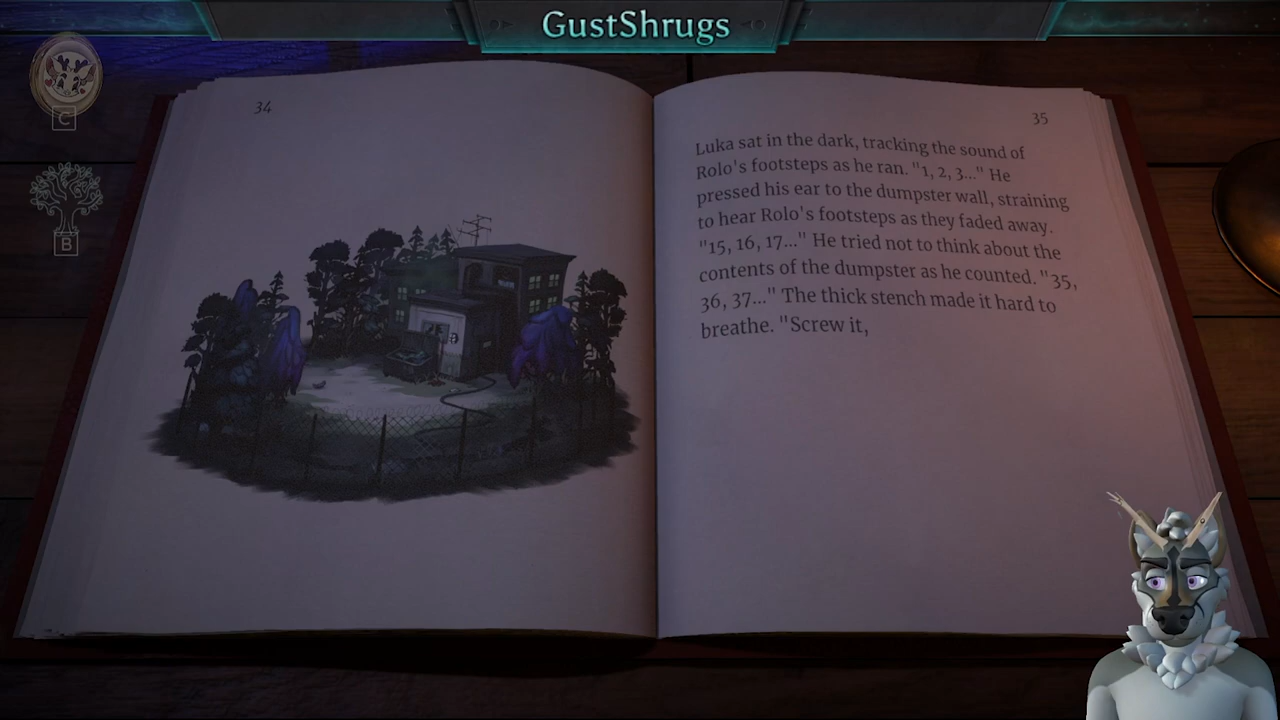 GustShrugs
C
B
34
35
Luka sat in the dark, tracking the sound of
Rolo's footsteps as he ran. "1, 2, 3..." He
pressed his ear to the dumpster wall, straining
to hear Rolo's footsteps as they faded away.
"15, 16, 17..." He tried not to think about the
contents of the dumpster as he counted. "35,
36, 37..." The thick stench made it hard to
breathe. "Screw it,